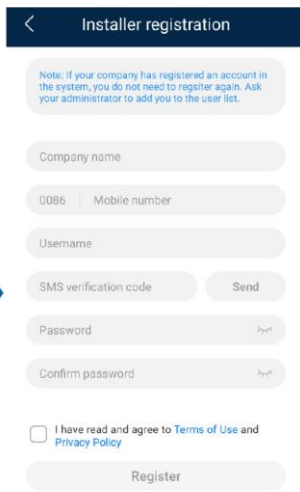 Installer registration
Note: If your company has registered an account in
the system, you do not need to regsiter again. Ask
your administrator to add you to the user list.
Company name
0086 Mobile number
Username
SMS verification code Send
Password
Confirm password
I have read and agree to Terms of Use and
Privacy Policy
Register